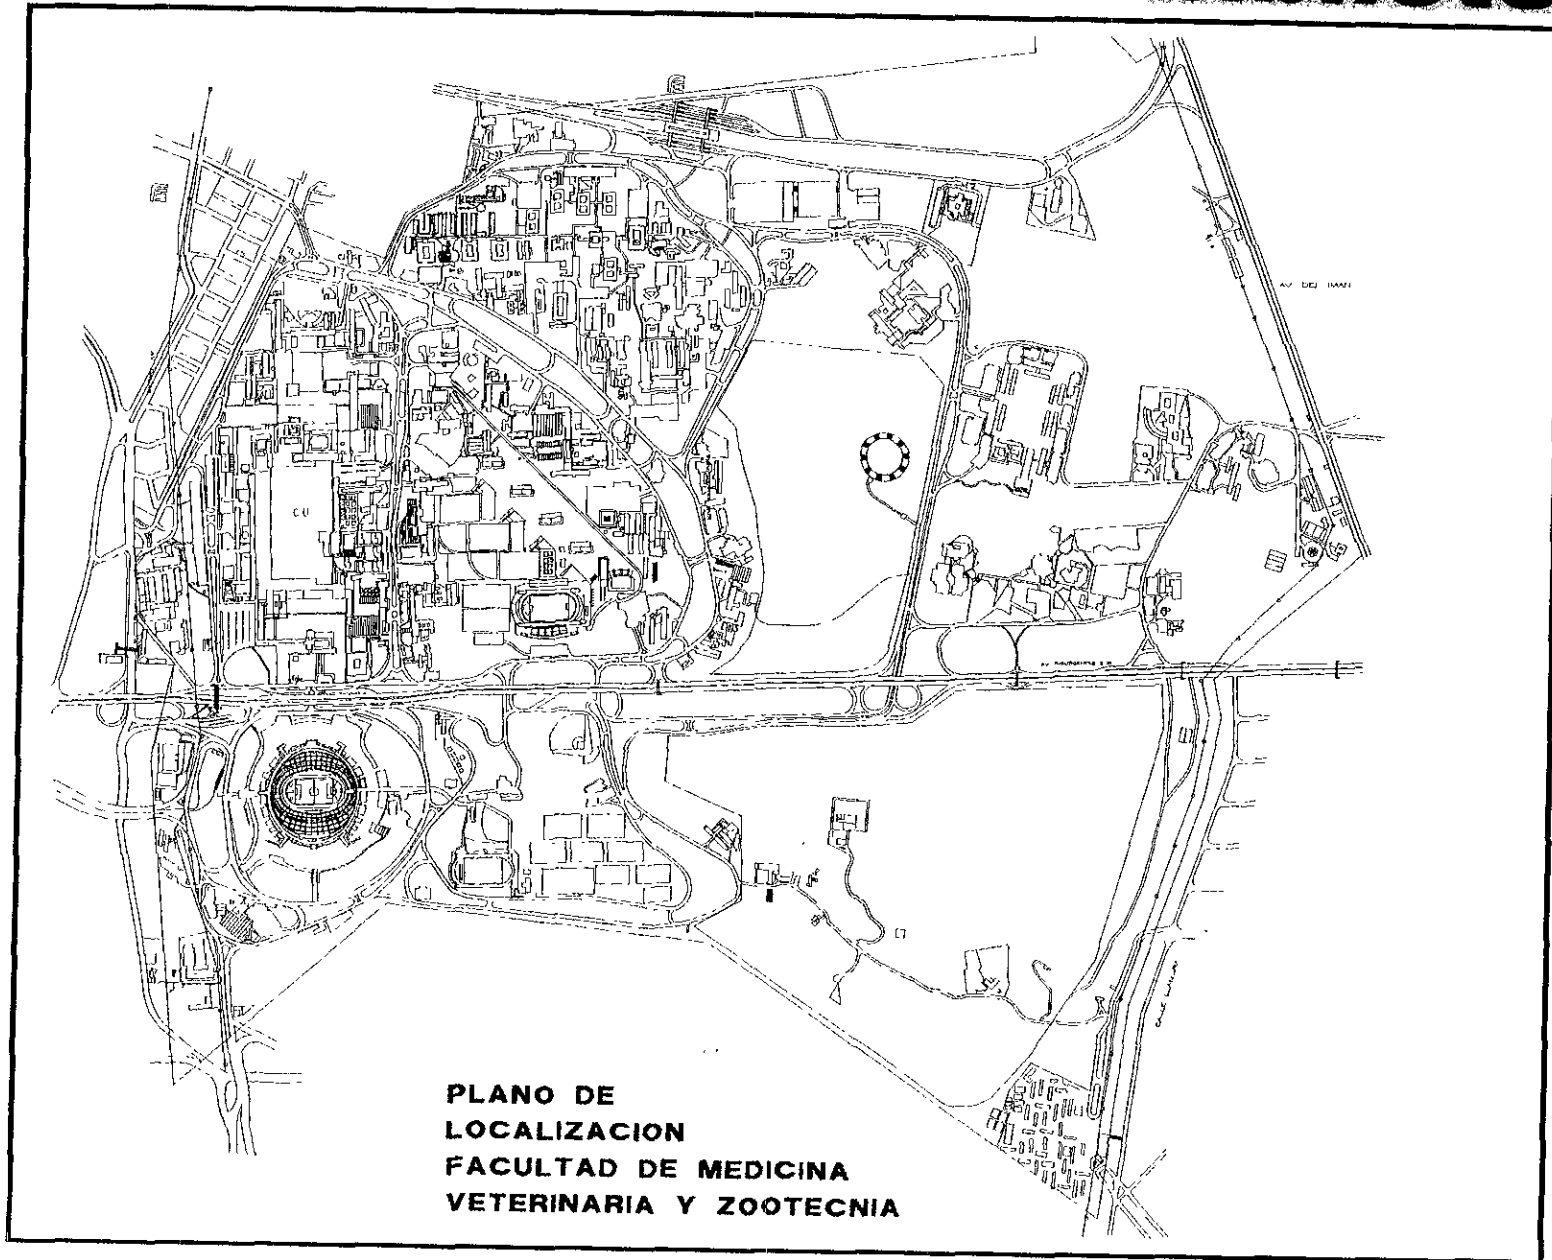 AV DEL IMAN
C U
PLANO DE
LOCALIZACION
FACULTAD DE MEDICINA
VETERINARIA Y ZOOTECNIA